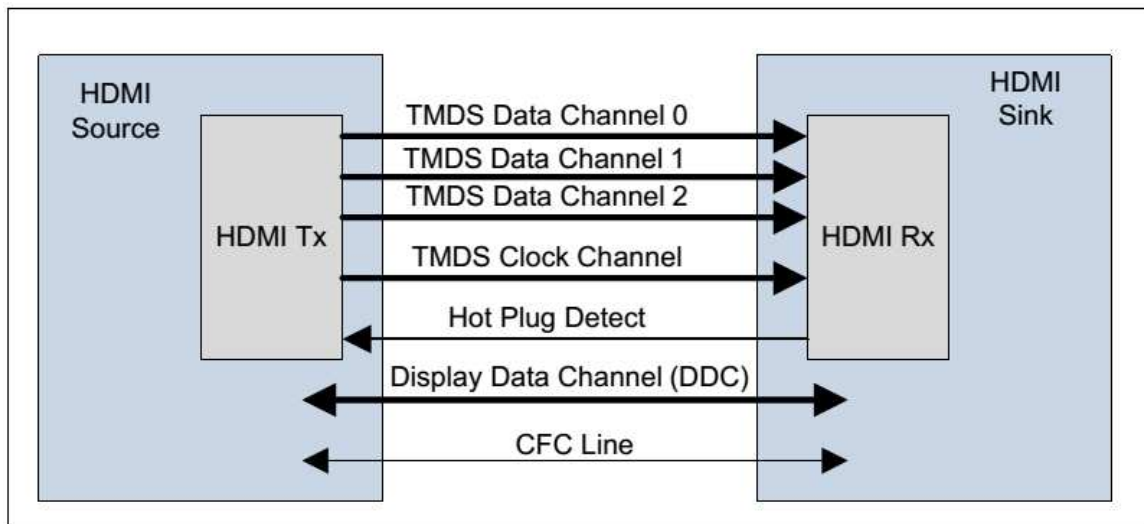 HDMI
Source
HDMI Tx
TMDS Data Channel 0
TMDS Data Channel 1
TMDS Data Channel 2
TMDS Clock Channel
Hot Plug Detect
Display Data Channel (DDC)
CFC Line
HDMI
Sink
HDMI Rx